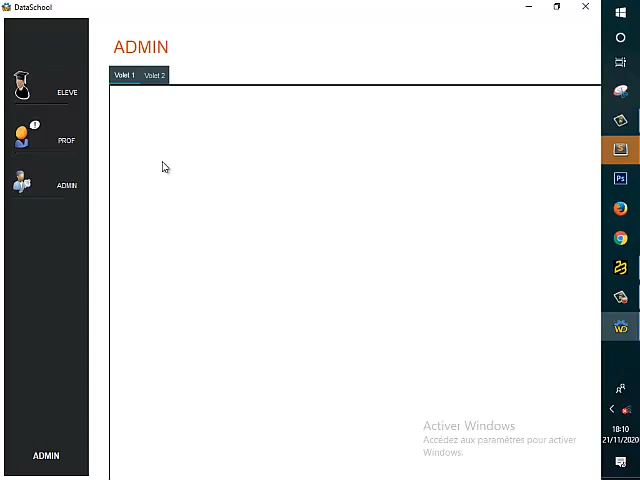 DataSchool
ADMIN
Volet 1 Volet 2
ELEVE
PROF
ADMIN
ADMIN
Activer Windows
Accédez aux paramètres pour activer
Windows.
Ps
WD
18:10
21/11/2020